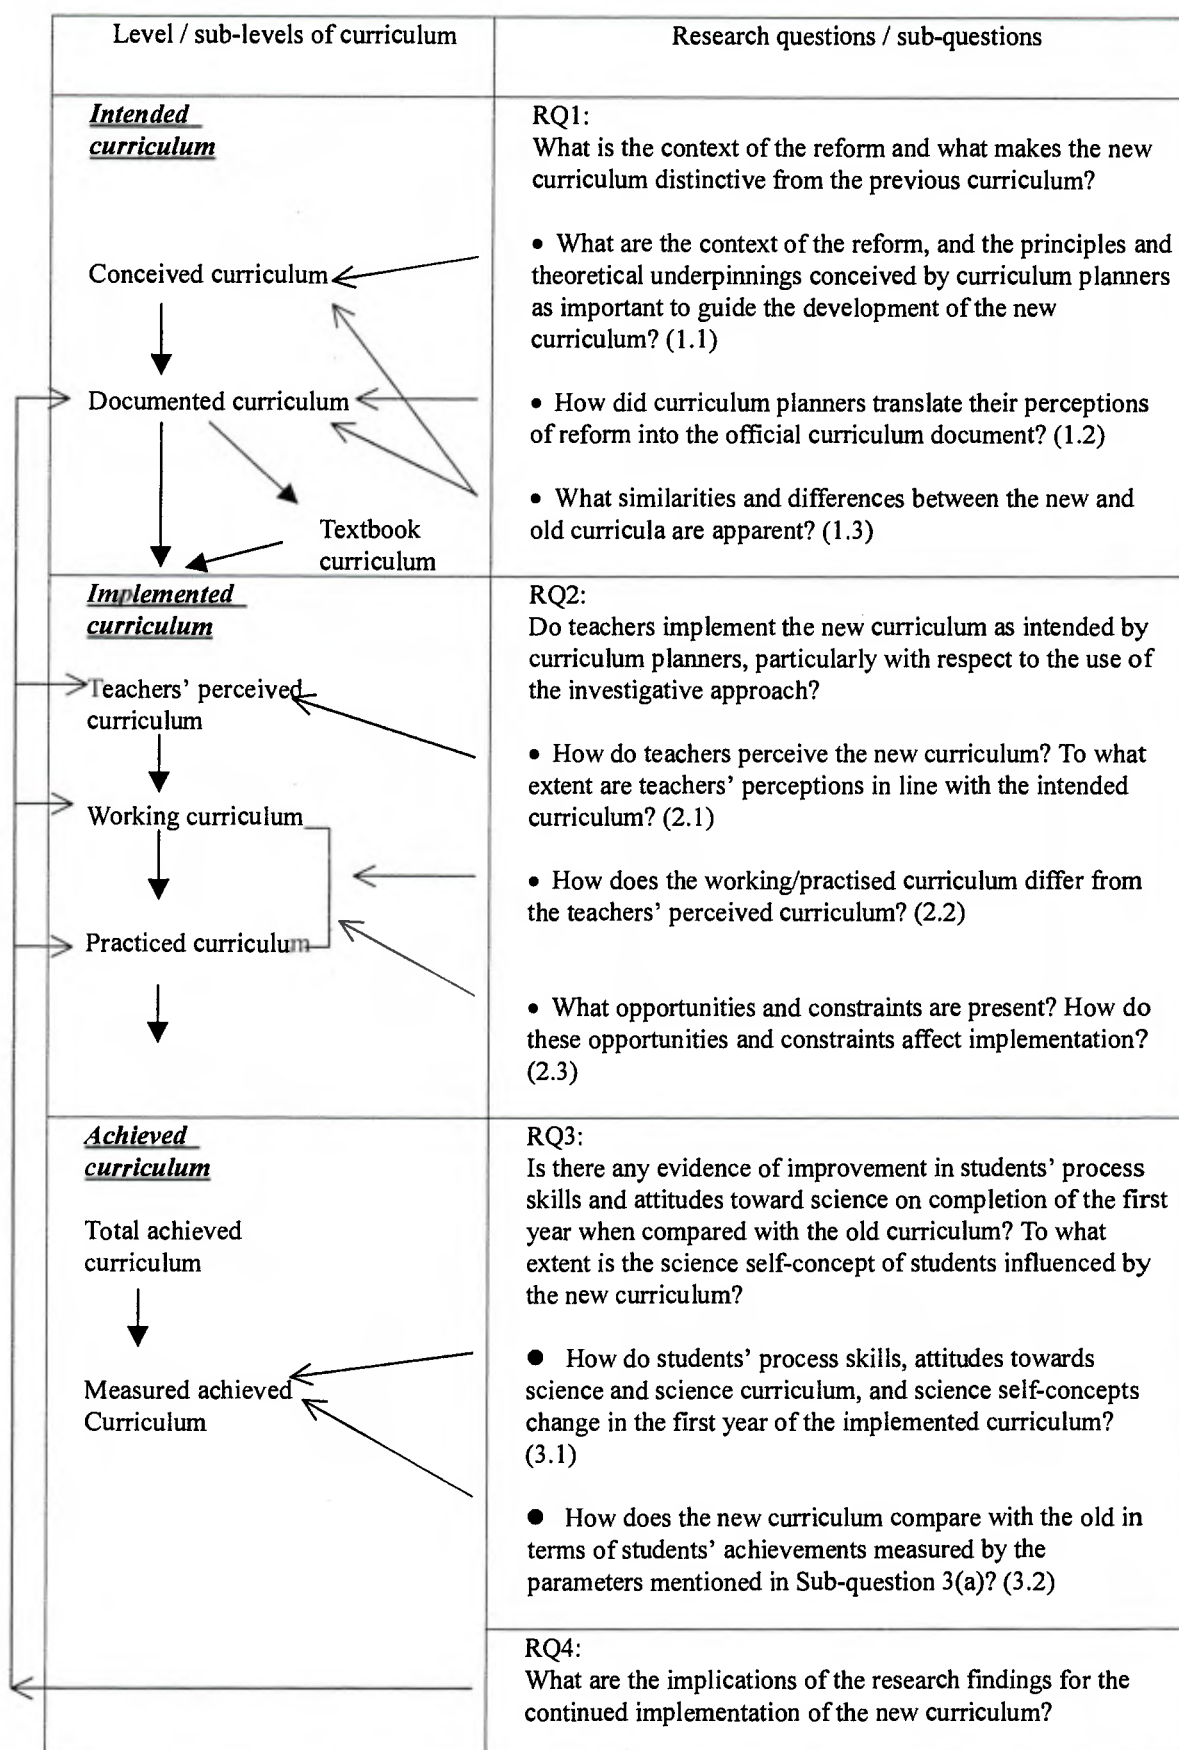 Level / sub-levels of curriculum
Research questions / sub-questions
Intended
curriculum
Conceived curriculum
Documented curriculum
Textbook
curriculum
RQ1:
What is the context of the reform and what makes the new
curriculum distinctive from the previous curriculum?
• What are the context of the reform, and the principles and
theoretical underpinnings conceived by curriculum planners
as important to guide the development of the new
curriculum? (1.1)
• How did curriculum planners translate their perceptions
of reform into the official curriculum document? (1.2)
• What similarities and differences between the new and
old curricula are apparent? (1.3)
Implemented
curriculum
Teachers’ perceived
curriculum
Working curriculum
Practiced curriculum
RQ2:
Do teachers implement the new curriculum as intended by
curriculum planners, particularly with respect to the use of
the investigative approach?
• How do teachers perceive the new curriculum? To what
extent are teachers’ perceptions in line with the intended
curriculum? (2.1)
• How does the working/practised curriculum differ from
the teachers’ perceived curriculum? (2.2)
• What opportunities and constraints are present? How do
these opportunities and constraints affect implementation?
(2.3)
Achieved
curriculum
Total achieved
curriculum
Measured achieved
Curriculum
RQ3:
Is there any evidence of improvement in students’ process
skills and attitudes toward science on completion of the first
year when compared with the old curriculum? To what
extent is the science self-concept of students influenced by
the new curriculum?
● How do students’ process skills, attitudes towards
science and science curriculum, and science self-concepts
change in the first year of the implemented curriculum?
(3.1)
● How does the new curriculum compare with the old in
terms of students’ achievements measured by the
parameters mentioned in Sub-question 3(a)? (3.2)
RQ4:
What are the implications of the research findings for the
continued implementation of the new curriculum?